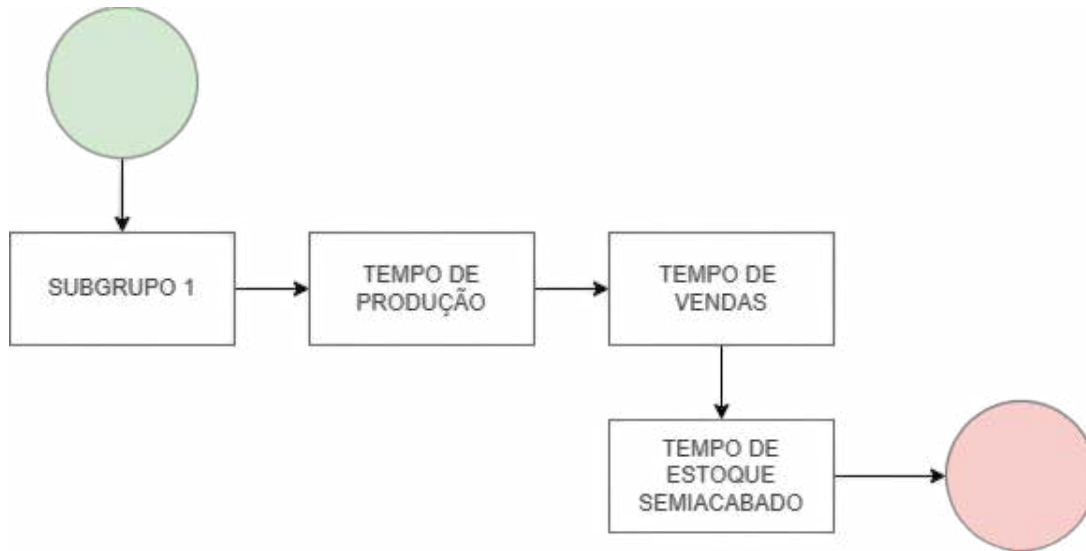 SUBGRUPO 1
TEMPO DE
PRODUÇÃO
TEMPO DE
VENDAS
TEMPO DE
ESTOQUE
SEMIACABADO